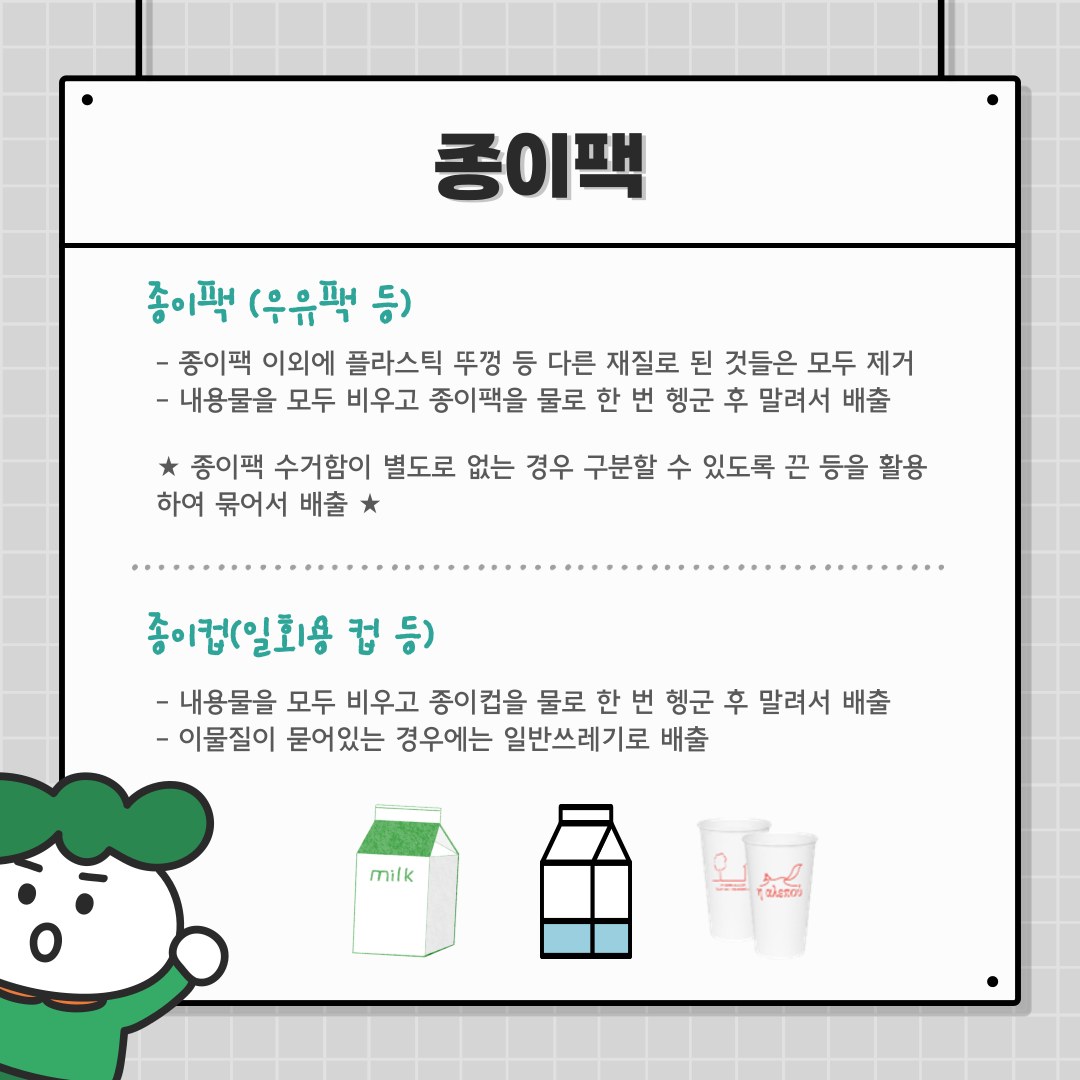 종이팩
종이팩 (우유팩 등)
- 종이팩 이외에 플라스틱 뚜껑 등 다른 재질로 된 것들은 모두 제거
- 내용물을 모두 비우고 종이팩을 물로 한 번 헹군 후 말려서 배출
★ 종이팩 수거함이 별도로 없는 경우 구분할 수 있도록 끈 등을 활용
하여 묶어서 배출 ★
종이컵(일회용 컵 등)
- 내용물을 모두 비우고 종이컵을 물로 한 번 헹군 후 말려서 배출
- 이물질이 묻어있는 경우에는 일반쓰레기로 배출
milk
η αλεπού